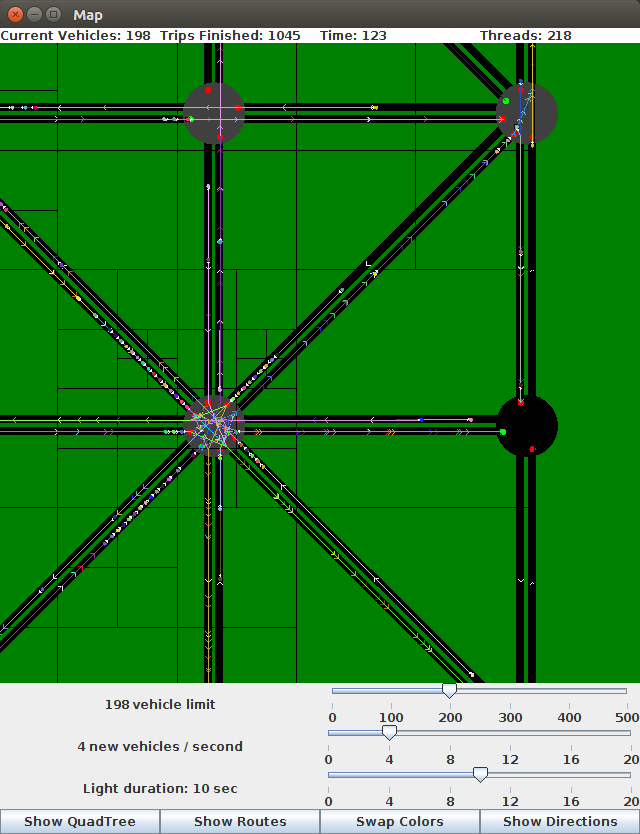 Map
Current Vehicles: 198 Trips Finished: 1045 Time: 123 Threads: 218
198 vehicle limit
0 100 200 300 400 500
4 new vehicles / second
0 4 8 12 16 20
Light duration: 10 sec
0 4 8 12 16 20
Show QuadTree Show Routes Swap Colors Show Directions